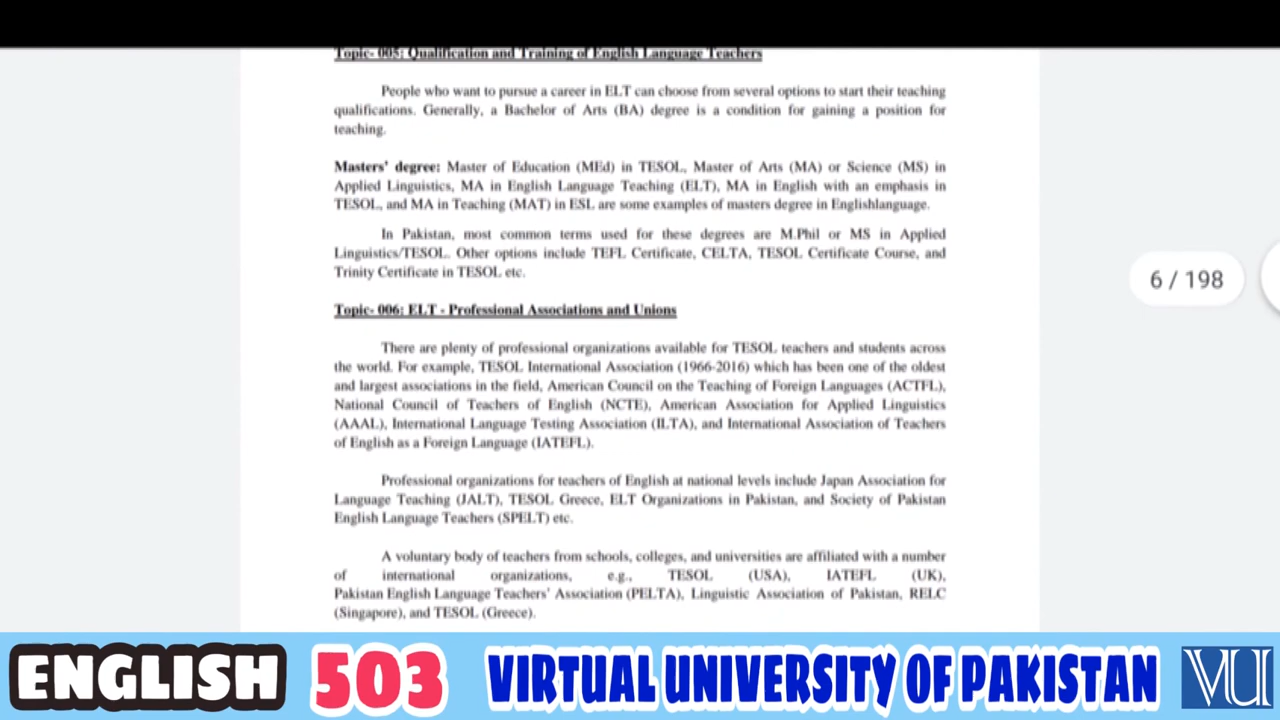 Topic- 005: Qualification and Training of English Language Teachers
People who want to pursue a career in ELT can choose from several options to start their teaching
qualifications. Generally, a Bachelor of Arts (BA) degree is a condition for gaining a position for
teaching.
Masters' degree: Master of Education (MEd) in TESOL, Master of Arts (MA) or Science (MS) in
Applied Linguistics, MA in English Language Teaching (ELT), MA in English with an emphasis in
TESOL, and MA in Teaching (MAT) in ESL are some examples of masters degree in Englishlanguage.
In Pakistan, most common terms used for these degrees are M.Phil or MS in Applied
Linguistics/TESOL. Other options include TEFL Certificate, CELTA, TESOL Certificate Course, and
Trinity Certificate in TESOL etc.
6 / 198
Topic- 006: ELT - Professional Associations and Unions
There are plenty of professional organizations available for TESOL teachers and students across
the world. For example, TESOL International Association (1966-2016) which has been one of the oldest
and largest associations in the field, American Council on the Teaching of Foreign Languages (ACTFL),
National Council of Teachers of English (NCTE), American Association for Applied Linguistics
(AAAL), International Language Testing Association (ILTA), and International Association of Teachers
of English as a Foreign Language (IATEFL).
Professional organizations for teachers of English at national levels include Japan Association for
Language Teaching (JALT), TESOL Greece, ELT Organizations in Pakistan, and Society of Pakistan
English Language Teachers (SPELT) etc.
A voluntary body of teachers from schools, colleges, and universities are affiliated with a number
of international organizations, e.g., TESOL (USA), IATEFL (UK),
Pakistan English Language Teachers' Association (PELTA), Linguistic Association of Pakistan, RELC
(Singapore), and TESOL (Greece).
ENGLISH 503 VIRTUAL UNIVERSITY OF PAKISTAN VU